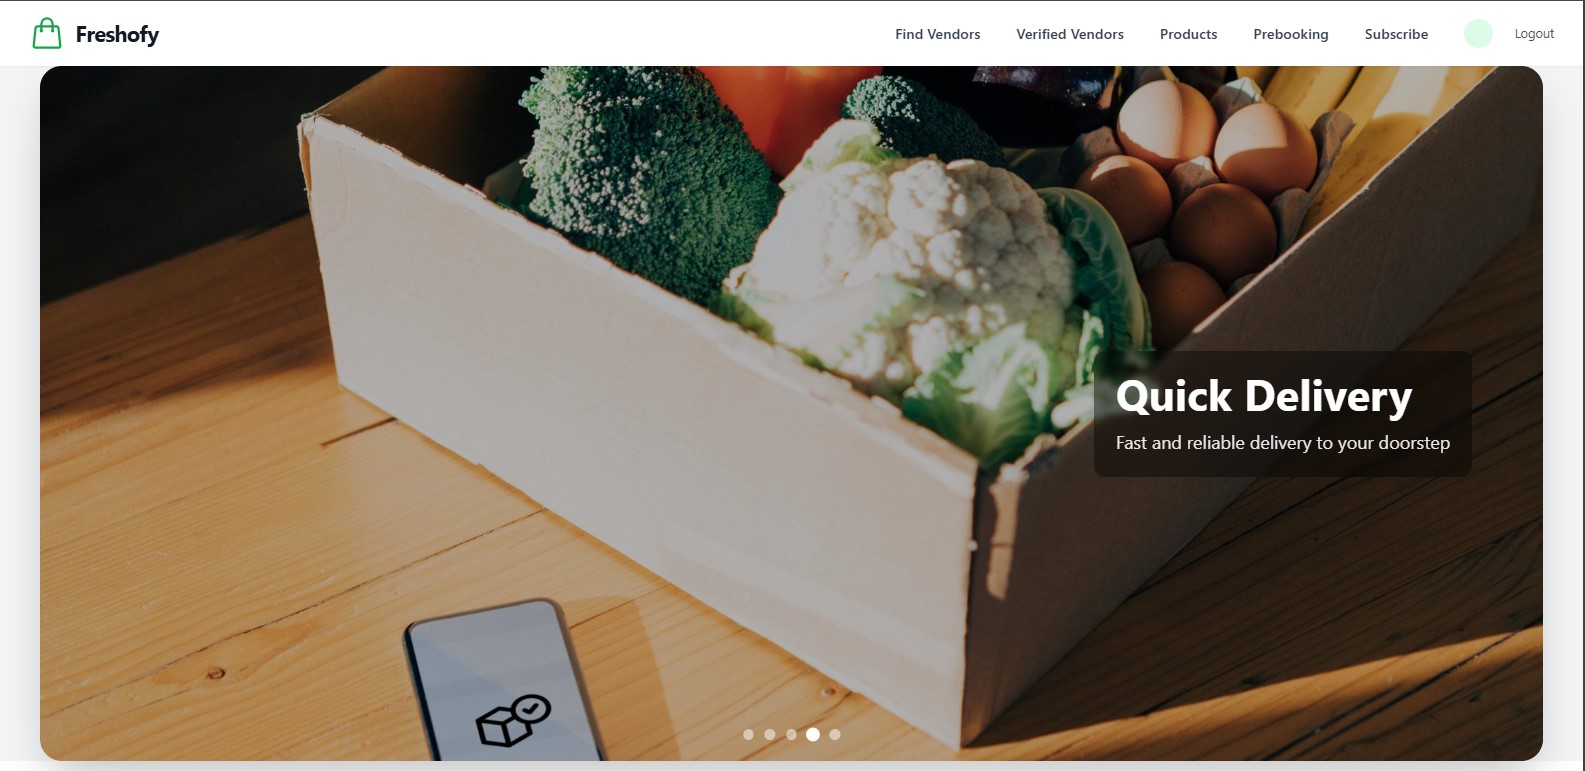 Freshofy
Find Vendors
Verified Vendors
Products
Prebooking
Subscribe
Logout
Quick Delivery
Fast and reliable delivery to your doorstep